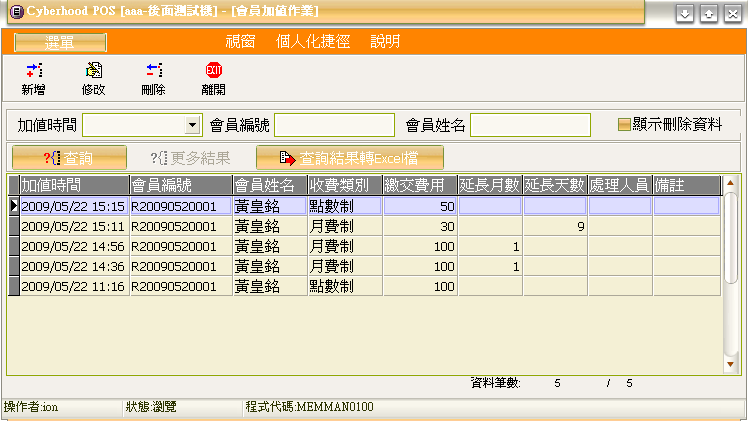 Cyberhood POS [aaa-後面測試機] - [會員加值作業]
選單 視窗 個人化捷徑 說明
新增 修改 刪除 離開
加值時間 會員編號 會員姓名 顯示刪除資料
查詢 更多結果 查詢結果轉Excel檔
加值時間 會員編號 會員姓名 收費類別 繳交費用 延長月數 延長天數 處理人員 備註
2009/05/22 15:15 R20090520001 黃皇銘 點數制 50
2009/05/22 15:11 R20090520001 黃皇銘 月費制 30 9
2009/05/22 14:56 R20090520001 黃皇銘 月費制 100 1
2009/05/22 14:36 R20090520001 黃皇銘 月費制 100 1
2009/05/22 11:16 R20090520001 黃皇銘 點數制 100
資料筆數: 5 / 5
操作者:ion 狀態:瀏覽 程式代碼:MEMMAN0100